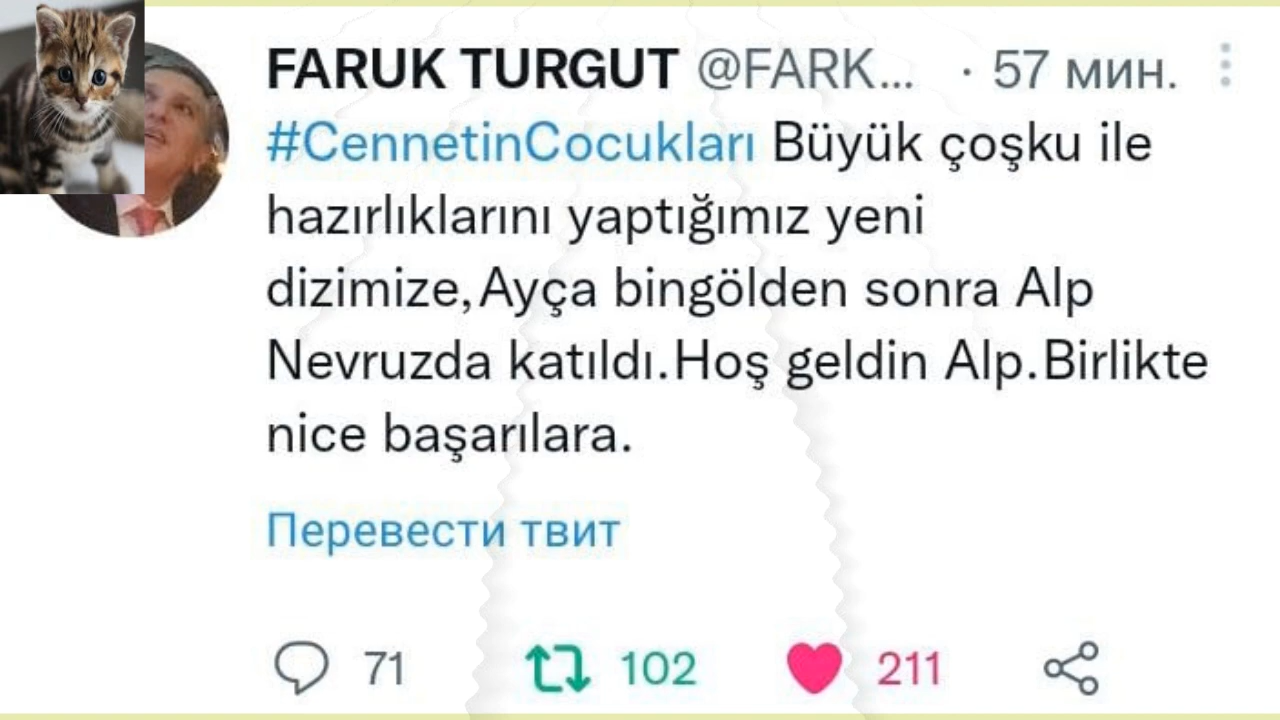 FARUK TURGUT @FARK... · 57 мин.
#CennetinCocukları Büyük çoşku ile
hazırlıklarını yaptığımız yeni
dizimize,Ayça bingölden sonra Alp
Nevruzda katıldı.Hoş geldin Alp.Birlikte
nice başarılara.
Перевести твит
71 102 211